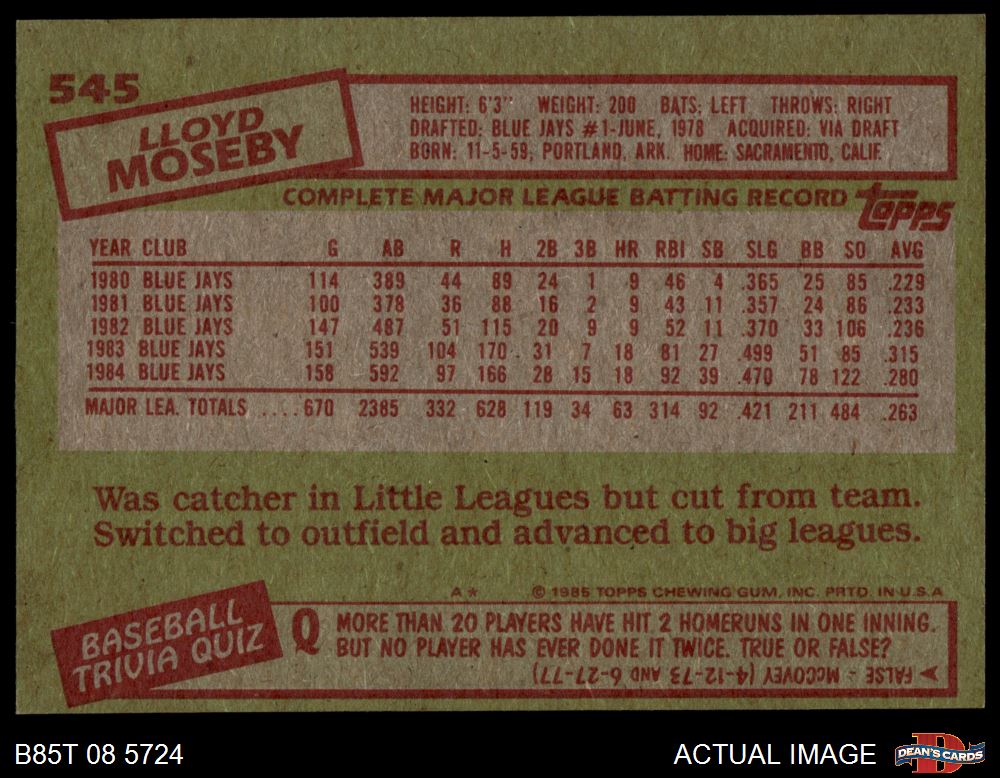 545
LLOYD
MOSEBY
HEIGHT: 6'3" WEIGHT: 200 BATS: LEFT THROWS: RIGHT
DRAFTED: BLUE JAYS #1-JUNE, 1978 ACQUIRED: VIA DRAFT
BORN: 11-5-59, PORTLAND, ARK. HOME: SACRAMENTO, CALIF.
COMPLETE MAJOR LEAGUE BATTING RECORD topps
YEAR CLUB G AB R H 2B 3B HR RBI SB SLG BB SO AVG
1980 BLUE JAYS 114 389 44 89 24 1 9 46 4 .365 25 85 .229
1981 BLUE JAYS 100 378 36 88 16 2 9 43 11 .357 24 86 .233
1982 BLUE JAYS 147 487 51 115 20 9 9 52 11 .370 33 106 .236
1983 BLUE JAYS 151 539 104 170 31 7 18 81 27 .499 51 85 .315
1984 BLUE JAYS 158 592 97 166 28 15 18 92 39 .470 78 122 .280
MAJOR LEA. TOTALS ....670 2385 332 628 119 34 63 314 92 .421 211 484 .263
Was catcher in Little Leagues but cut from team.
Switched to outfield and advanced to big leagues.
A* © 1985 TOPPS CHEWING GUM, INC. PRTD. IN U.S.A
BASEBALL
TRIVIA QUIZ
Q MORE THAN 20 PLAYERS HAVE HIT 2 HOMERUNS IN ONE INNING.
BUT NO PLAYER HAS EVER DONE IT TWICE. TRUE OR FALSE?
FALSE - McCOVEY (4-12-73 AND 6-27-77)
B85T 08 5724
ACTUAL IMAGE
D
DEAN'S CARDS